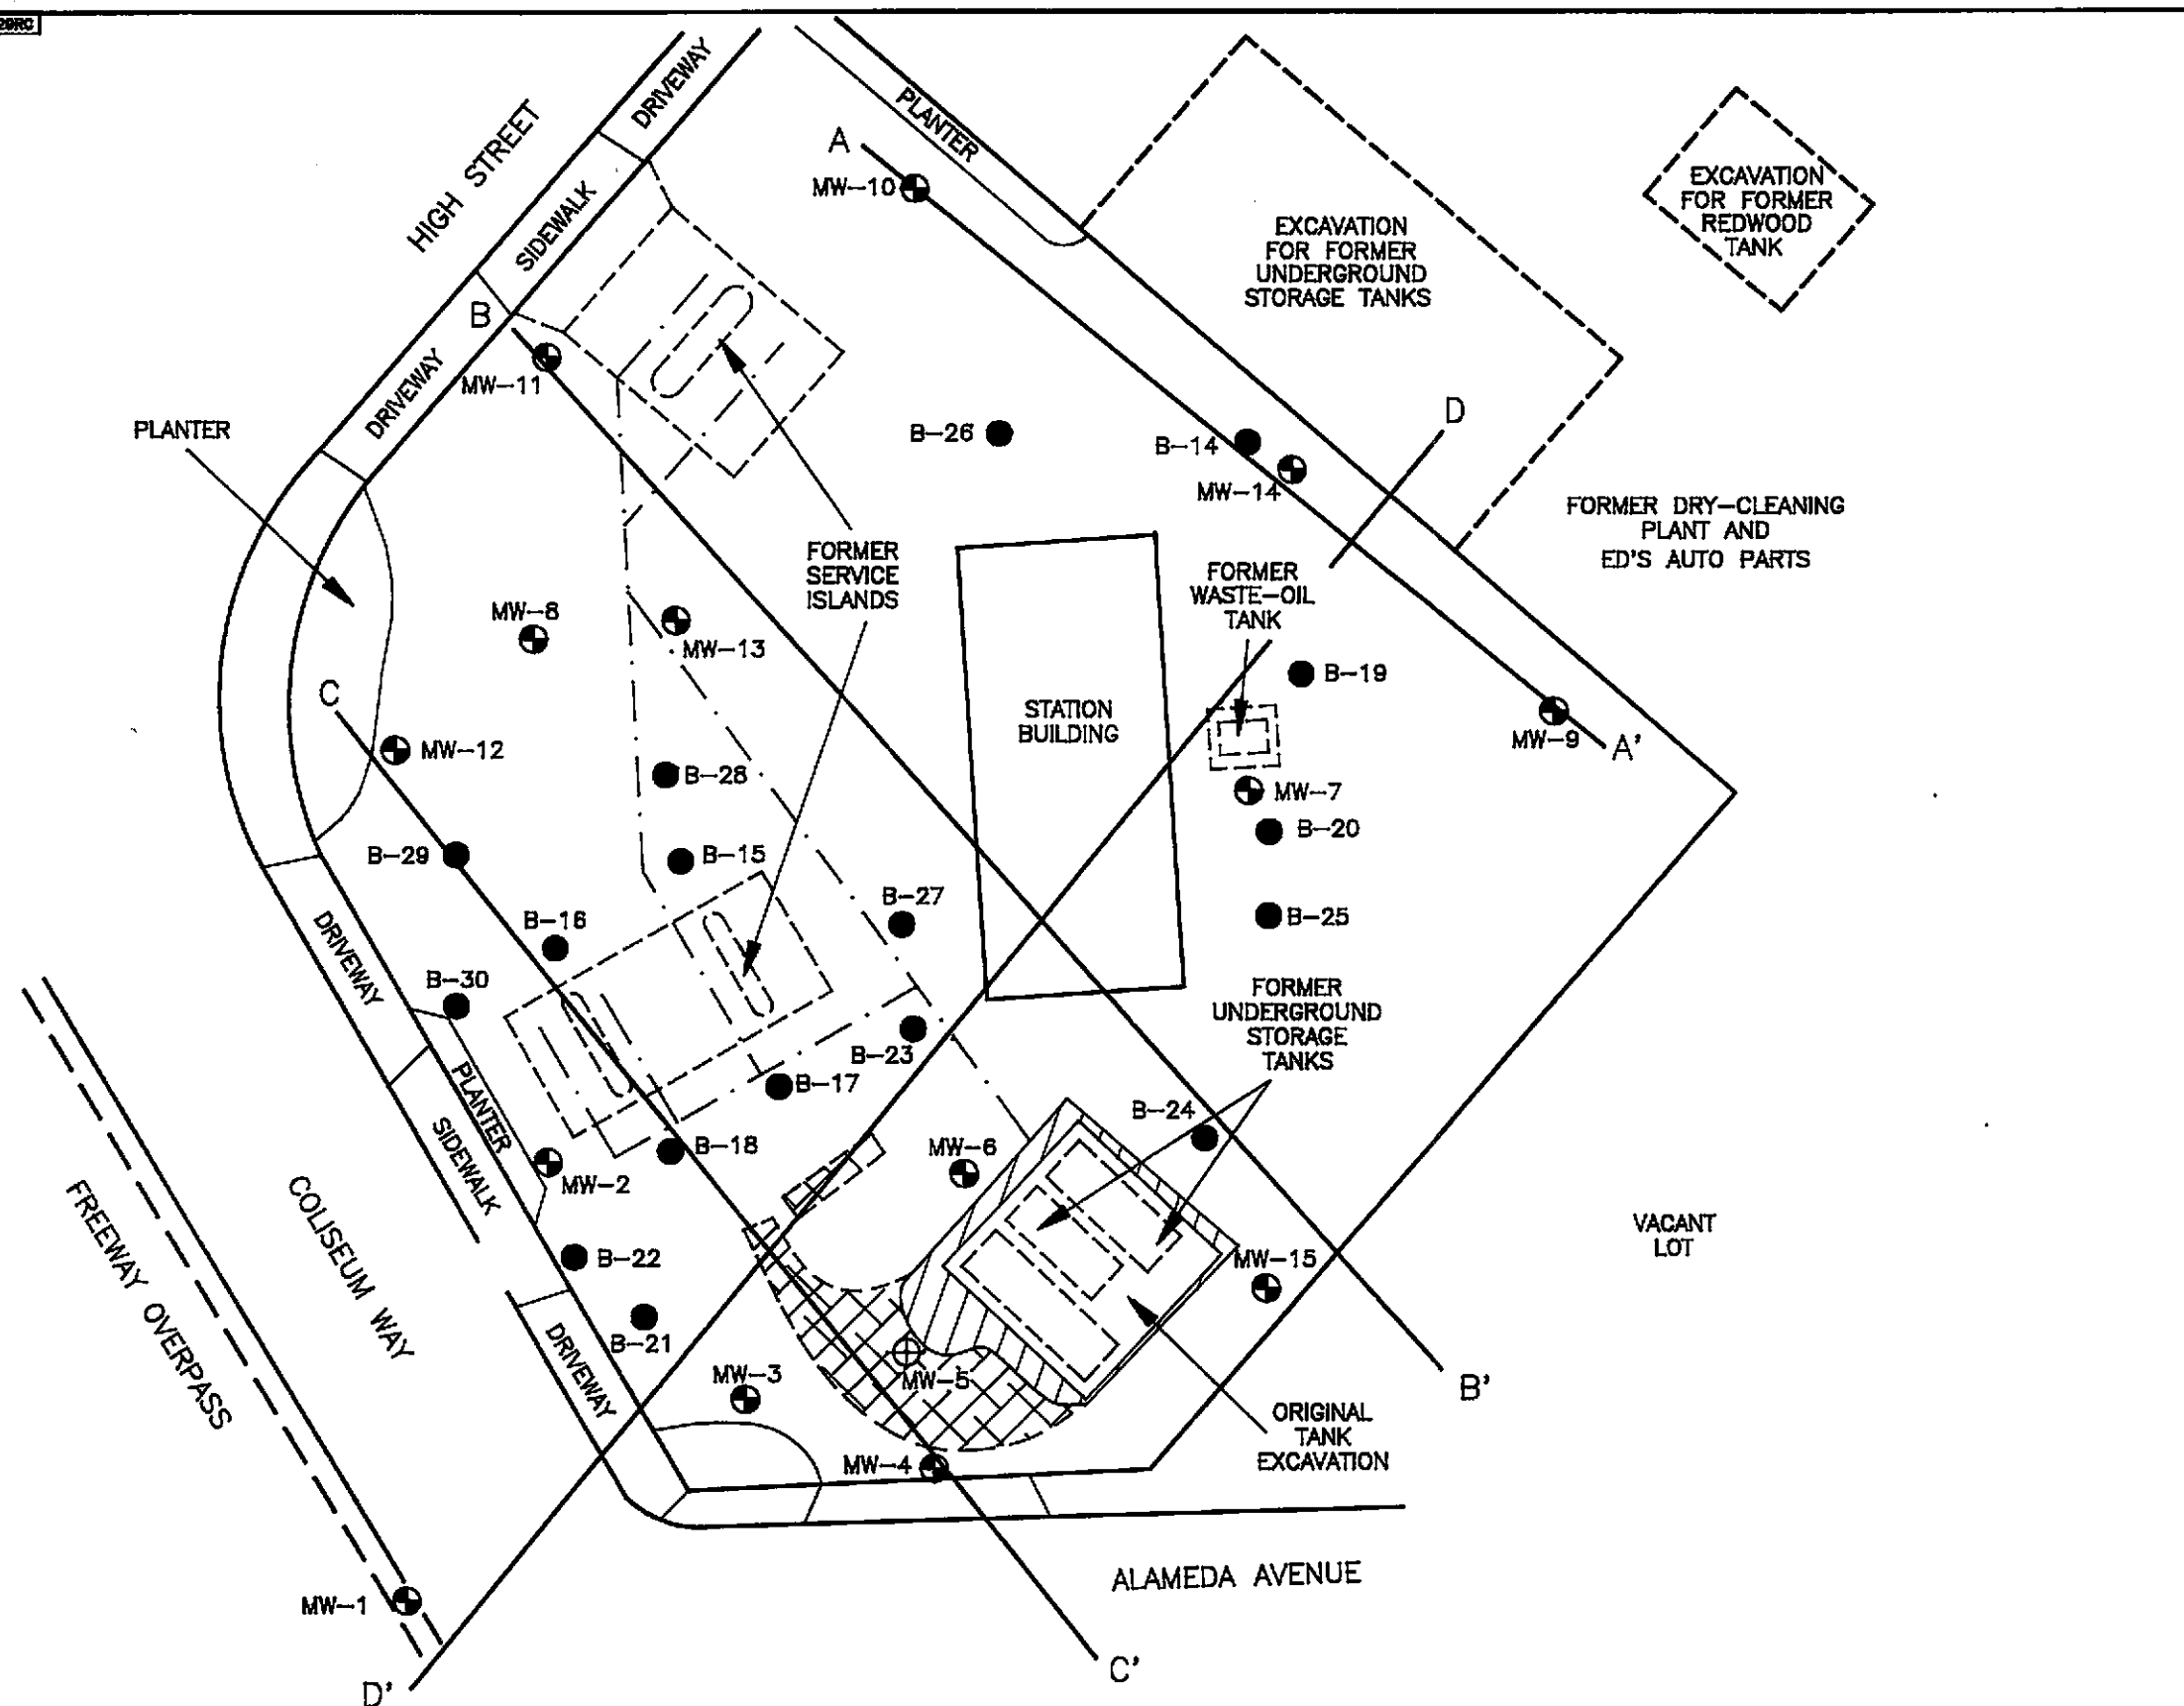 DRIVEWAY
PLANTER
HIGH STREET
SIDEWALK
A
MW-10
EXCAVATION
FOR FORMER
REDWOOD
TANK
EXCAVATION
FOR FORMER
UNDERGROUND
STORAGE TANKS
B
MW-11
DRIVEWAY
PLANTER
B-26
B-14
MW-14
D
FORMER DRY-CLEANING
PLANT AND
ED'S AUTO PARTS
FORMER
SERVICE
ISLANDS
FORMER
WASTE-OIL
TANK
MW-8
MW-13
B-19
C
MW-12
STATION
BUILDING
MW-9
A'
B-28
MW-7
B-20
B-29
B-15
B-27
B-25
B-16
DRIVEWAY
B-30
FORMER
UNDERGROUND
STORAGE
TANKS
B-23
B-17
PLANTER
SIDEWALK
B-18
B-24
MW-6
MW-2
FREEWAY OVERPASS
COLISEUM WAY
B-22
MW-15
VACANT
LOT
B-21
DRIVEWAY
MW-3
MW-5
B'
ORIGINAL
TANK
EXCAVATION
MW-4
ALAMEDA AVENUE
MW-1
C'
D'